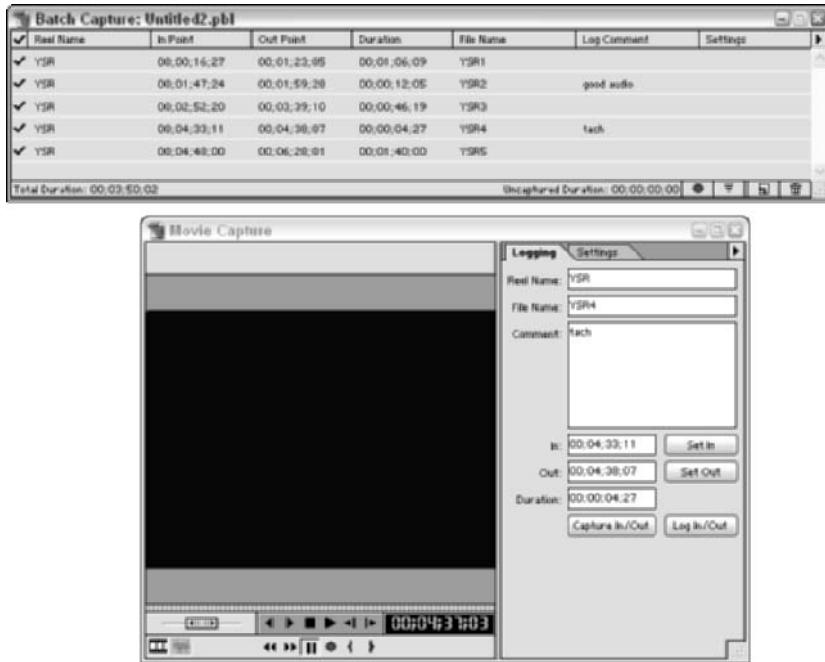 Batch Capture: Untitled2.pbl
Reel Name In Point Out Point Duration File Name Log Comment Settings
YSR 00;00;16;27 00;01;23;05 00;01;06;09 YSR1
YSR 00;01;47;24 00;01;59;28 00;00;12;05 YSR2 good audio
YSR 00;02;52;20 00;03;39;10 00;00;46;19 YSR3
YSR 00;04;33;11 00;04;38;07 00;00;04;27 YSR4 tach
YSR 00;04;48;00 00;06;28;01 00;01;40;00 YSR5
Total Duration: 00;03;50;02 Uncaptured Duration: 00;00;00;00
Movie Capture
Logging Settings
Reel Name: YSR
File Name: YSR4
Comment: tach
In: 00;04;33;11 Set In
Out: 00;04;38;07 Set Out
Duration: 00;00;04;27
Capture In/Out Log In/Out
00;04;37;03